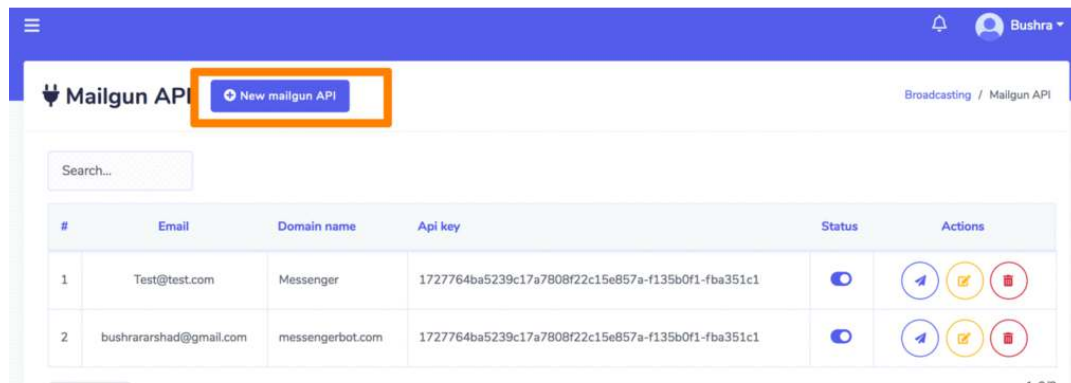 Bushra
Mailgun API
New mailgun API
Broadcasting / Mailgun API
Search...
# Email Domain name Api key Status Actions
1 Test@test.com Messenger 1727764ba5239c17a7808f22c15e857a-f135b0f1-fba351c1
2 bushrararshad@gmail.com messengerbot.com 1727764ba5239c17a7808f22c15e857a-f135b0f1-fba351c1